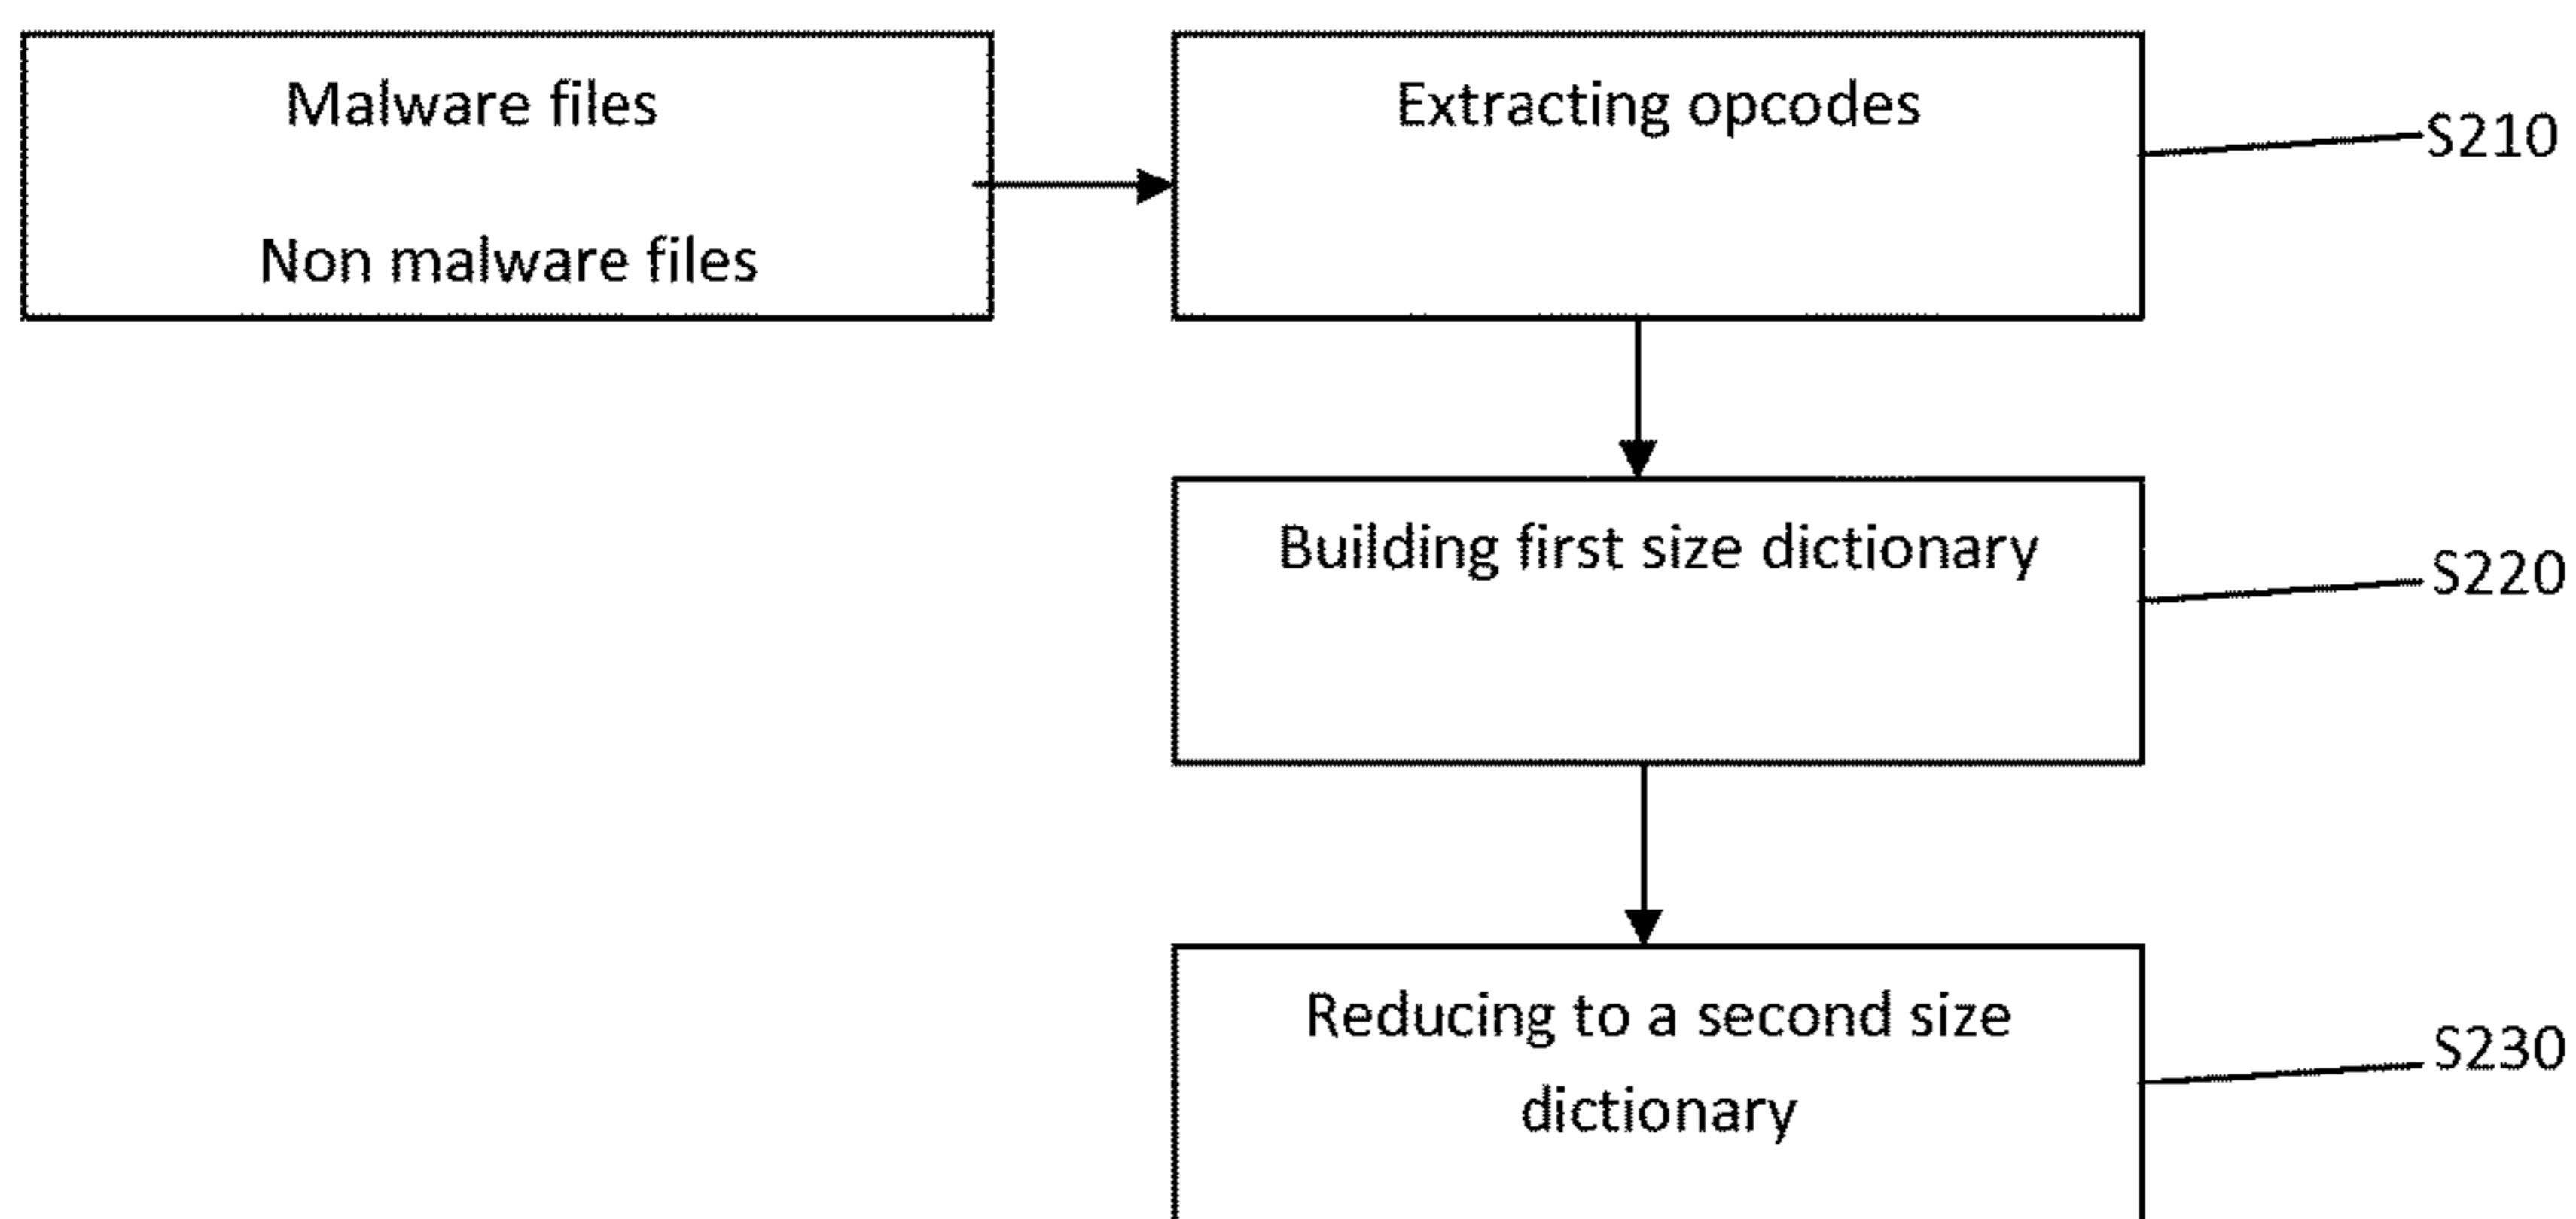 Malware files
Non malware files
Extracting opcodes
S210
Building first size dictionary
S220
Reducing to a second size
dictionary
S230